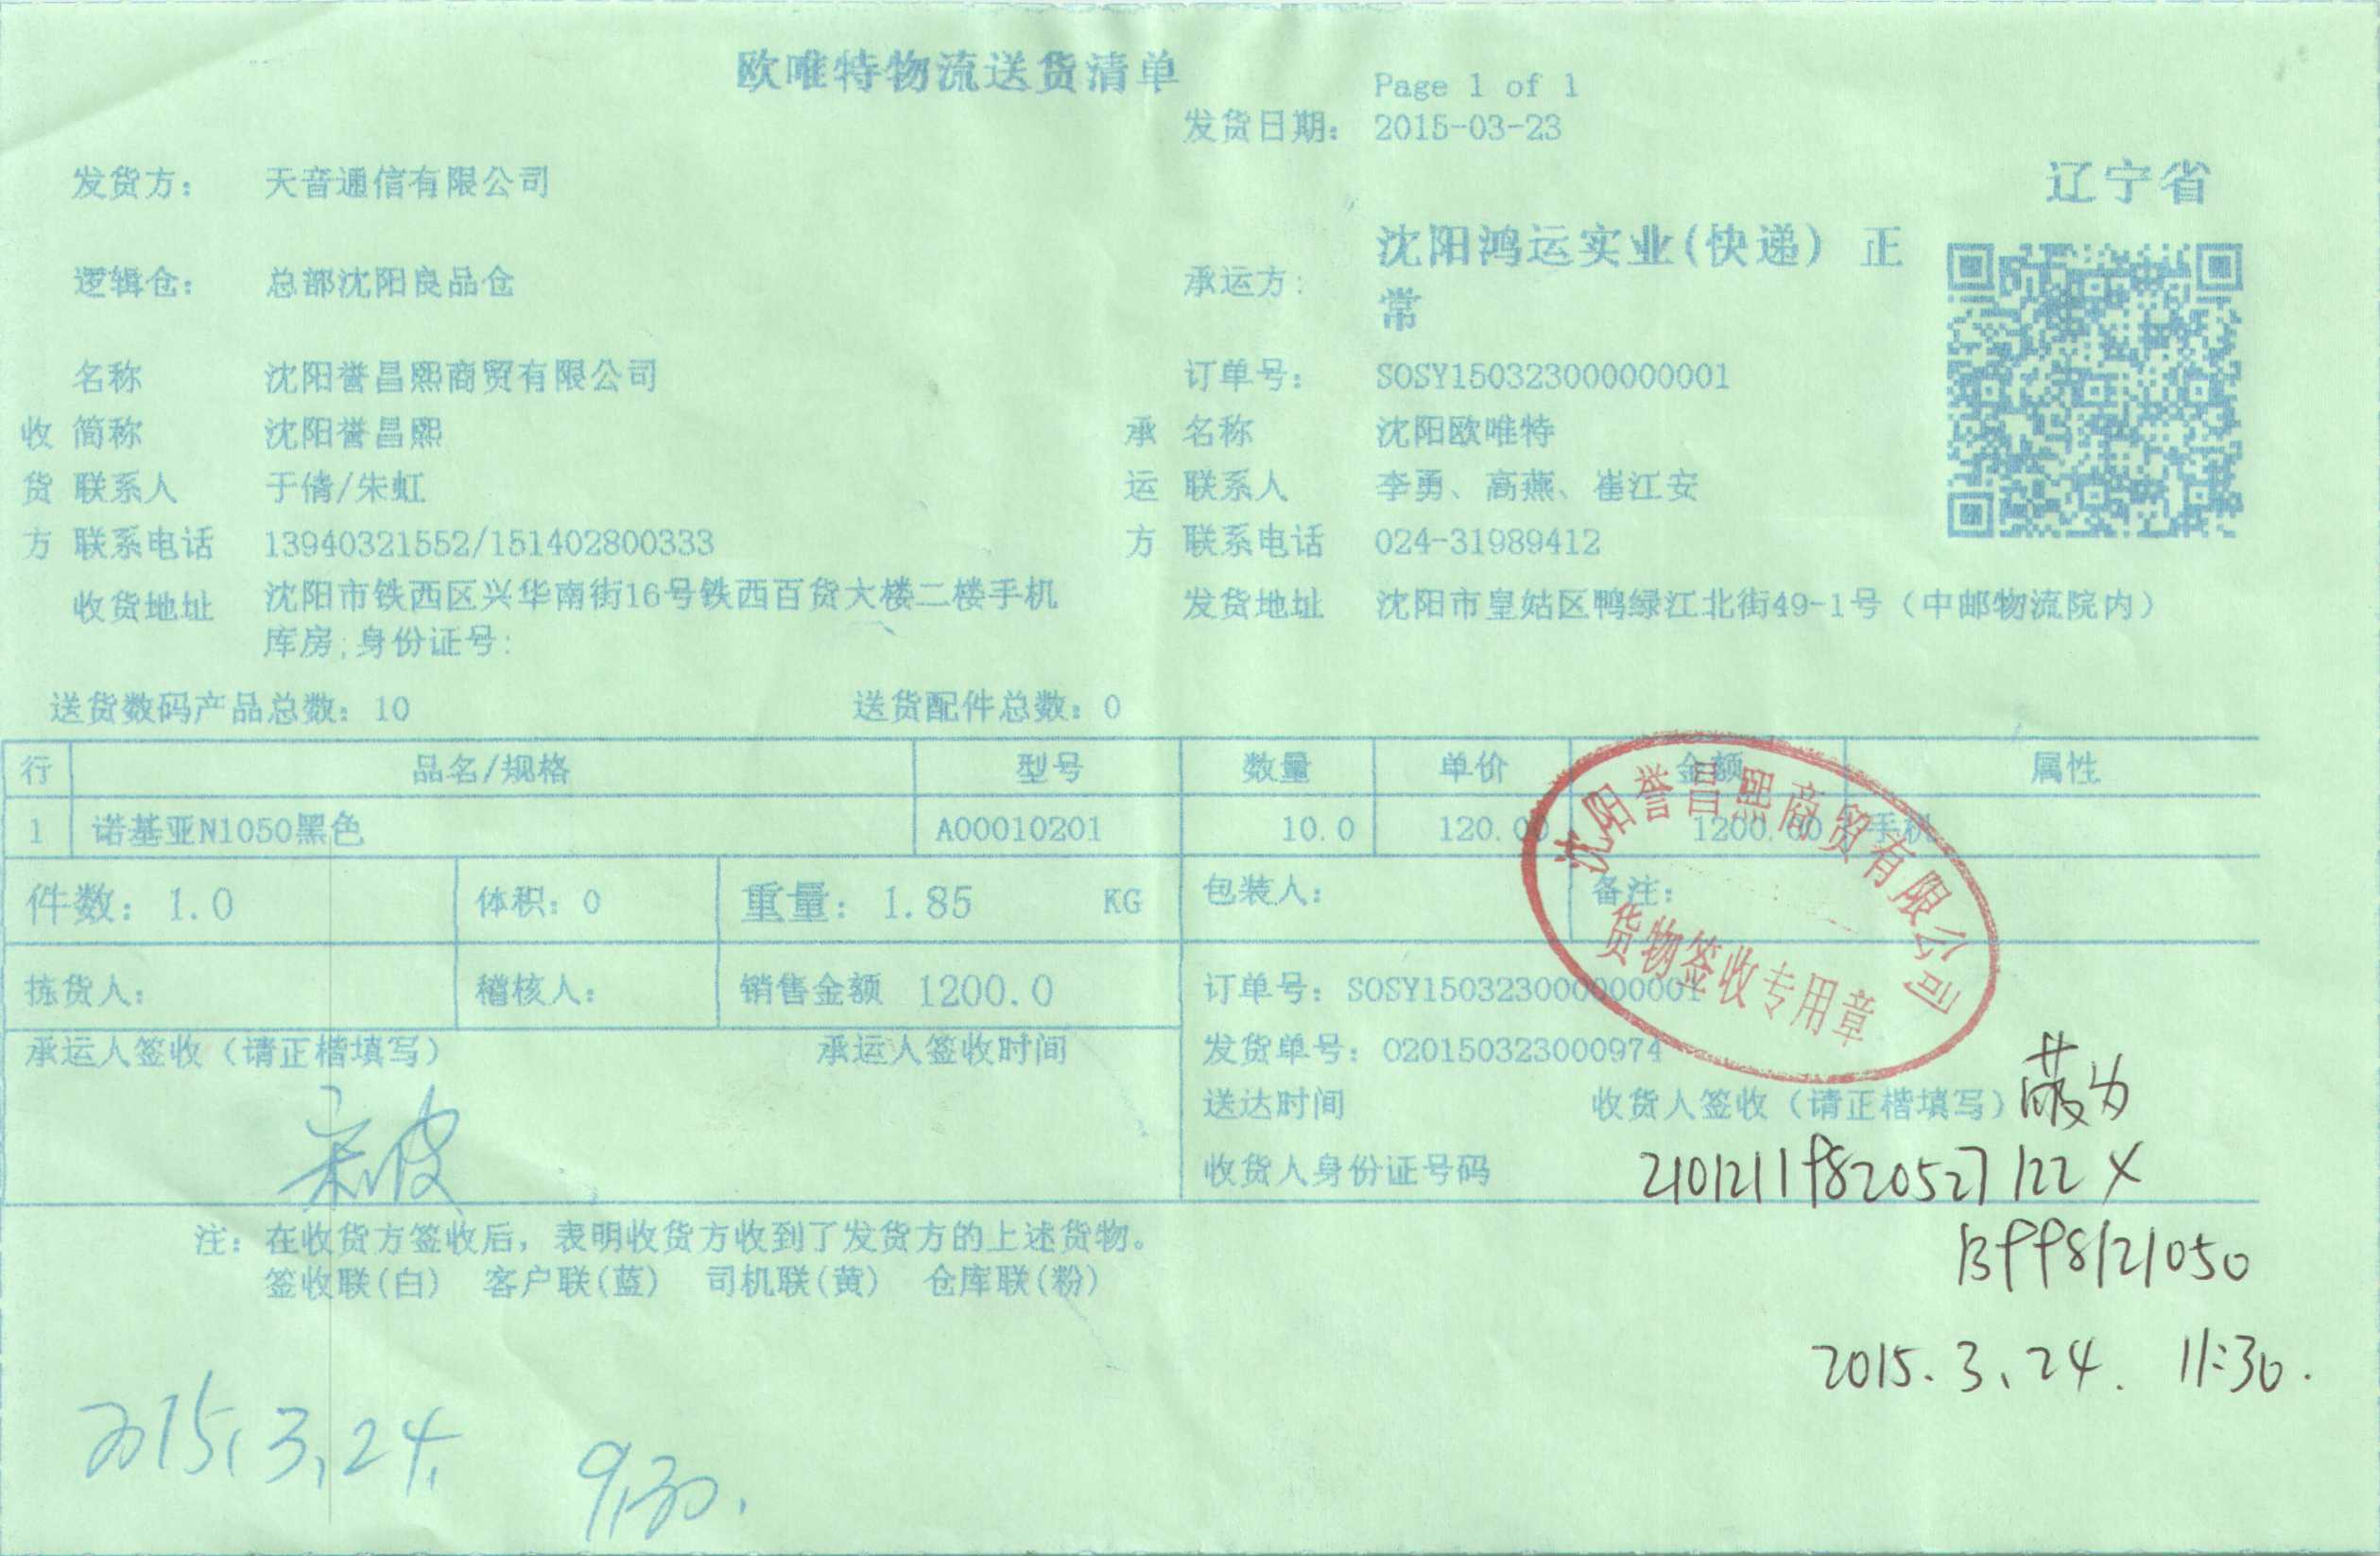 欧唯特物流送货清单
Page 1 of 1
发货日期: 2015-03-23
发货方: 天音通信有限公司
辽宁省
逻辑仓: 总部沈阳良品仓
承运方: 沈阳鸿运实业(快递) 正
常
名称 沈阳誉昌熙商贸有限公司
订单号: SOSY150323000000001
收 简称 沈阳誉昌熙
承 名称 沈阳欧唯特
货 联系人 于倩/朱虹
运 联系人 李勇、高燕、崔江安
方 联系电话 13940321552/151402800333
方 联系电话 024-31989412
收货地址 沈阳市铁西区兴华南街16号铁西百货大楼二楼手机
库房;身份证号:
发货地址 沈阳市皇姑区鸭绿江北街49-1号（中邮物流院内）
送货数码产品总数: 10 送货配件总数: 0
行 品名/规格 型号 数量 单价 金额 属性
1 诺基亚N1050黑色 A00010201 10.0 120.00 1200.00 手机
件数: 1.0 体积: 0 重量: 1.85 KG 包装人: 备注:
拣货人: 稽核人: 销售金额 1200.0 订单号: SOSY150323000000001
沈阳誉昌熙商贸有限公司
货物签收专用章
承运人签收（请正楷填写） 承运人签收时间
发货单号: 020150323000974
送达时间 收货人签收（请正楷填写）
收货人身份证号码 21012119820527122X
注: 在收货方签收后，表明收货方收到了发货方的上述货物。
签收联(白) 客户联(蓝) 司机联(黄) 仓库联(粉)
13998121050
2015.3.24. 11:30.
2015.3.24. 9:30.